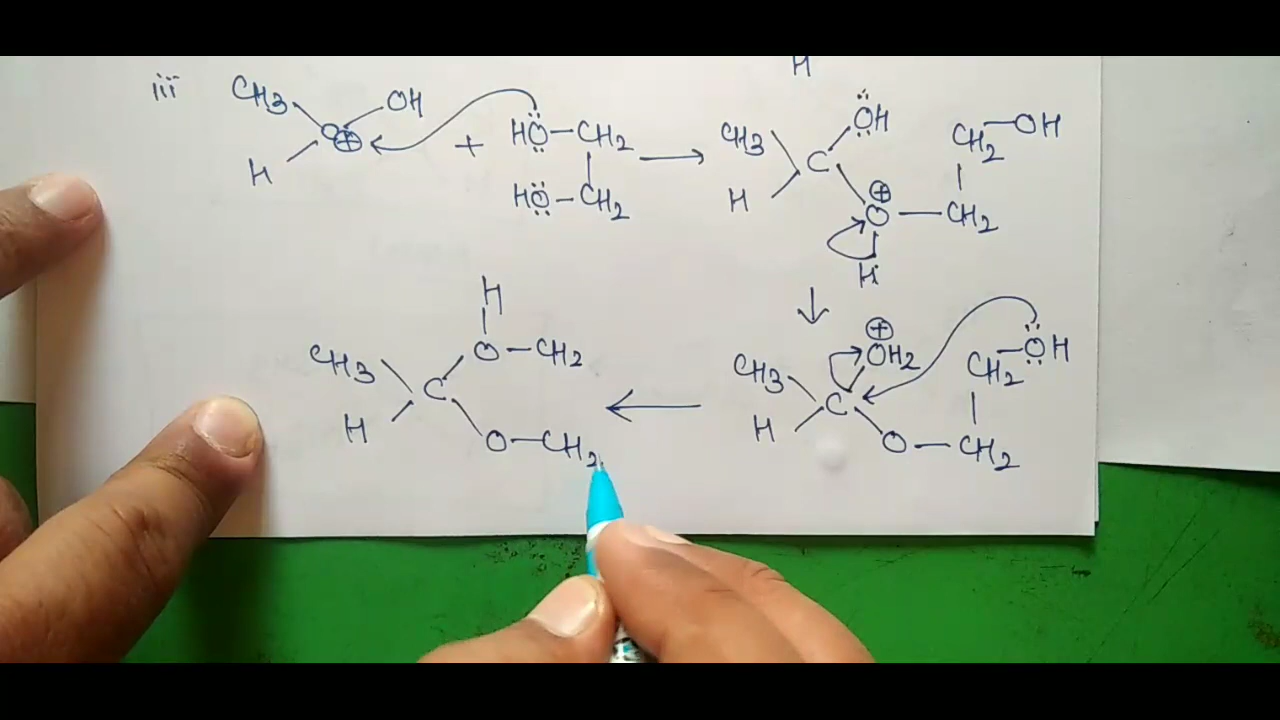 H
iii CH3 OH ÖH CH2-OH
C⊕ + HÖ-CH2 → CH3 C
H HÖ-CH2 H O⊕-CH2
H
↓
H
CH3 O-CH2 ← CH3 ⊕OH2 CH2-ÖH
C C
H O-CH2 H O-CH2